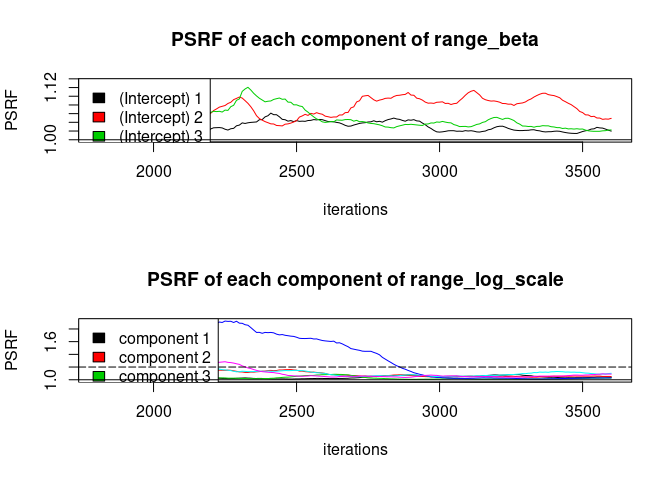 PSRF of each component of range_beta
PSRF
1.12
1.00
(Intercept) 1
(Intercept) 2
(Intercept) 3
2000 2500 3000 3500
iterations
PSRF of each component of range_log_scale
PSRF
1.6
1.0
component 1
component 2
component 3
2000 2500 3000 3500
iterations